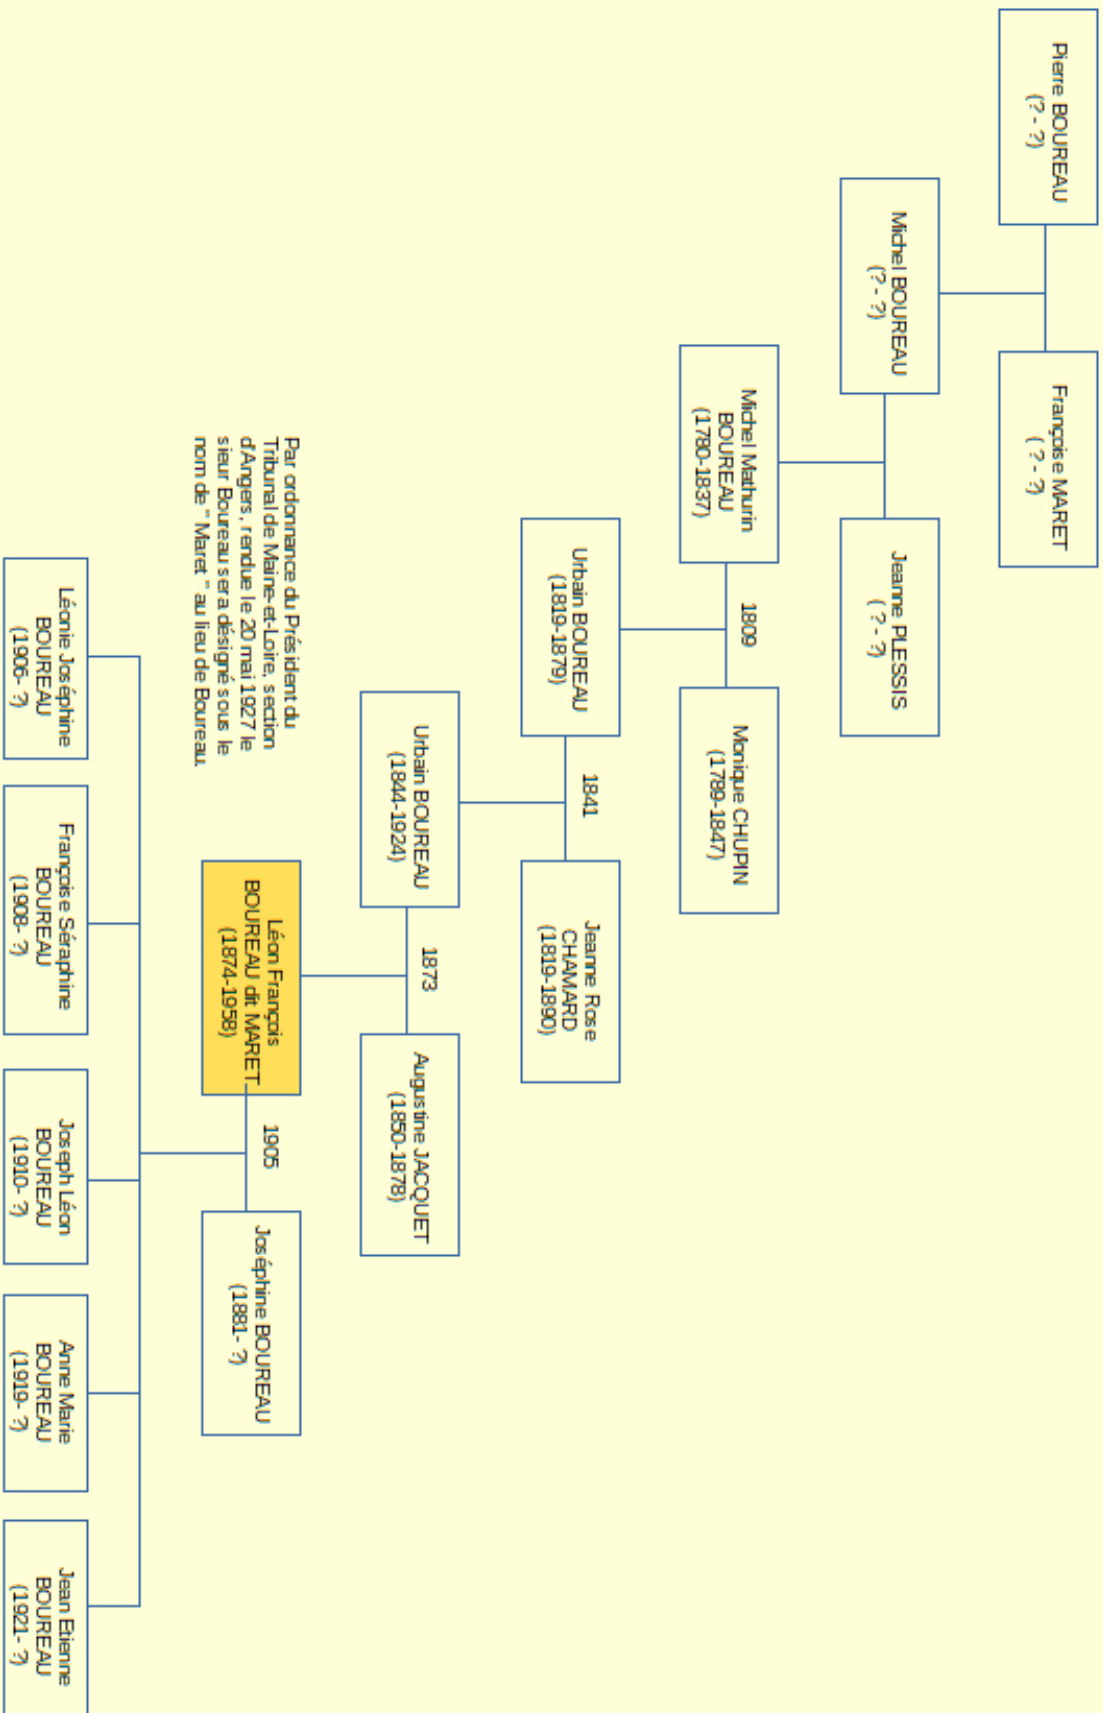 Pierre BOUREAU
(? - ?)
Françoise MARET
( ? - ?)
Michel BOUREAU
(? - ?)
Jeanne PLESSIS
( ? - ?)
Michel Mathurin
BOUREAU
(1780-1837)
1809
Monique CHUPIN
(1789-1847)
Urbain BOUREAU
(1819-1879)
1841
Jeanne Rose
CHAMARD
(1819-1890)
Urbain BOUREAU
(1844-1924)
1873
Augustine JACQUET
(1850-1878)
Par ordonnance du Président du
Tribunal de Maine-et-Loire, section
d'Angers, rendue le 20 mai 1927 le
sieur Boureau sera désigné sous le
nom de " Maret " au lieu de Boureau.
Léon François
BOUREAU dit MARET
(1874-1958)
1905
Joséphine BOUREAU
(1881- ?)
Léonie Joséphine
BOUREAU
(1906- ?)
Françoise Séraphine
BOUREAU
(1908- ?)
Joseph Léon
BOUREAU
(1910- ?)
Anne Marie
BOUREAU
(1919- ?)
Jean Etienne
BOUREAU
(1921- ?)